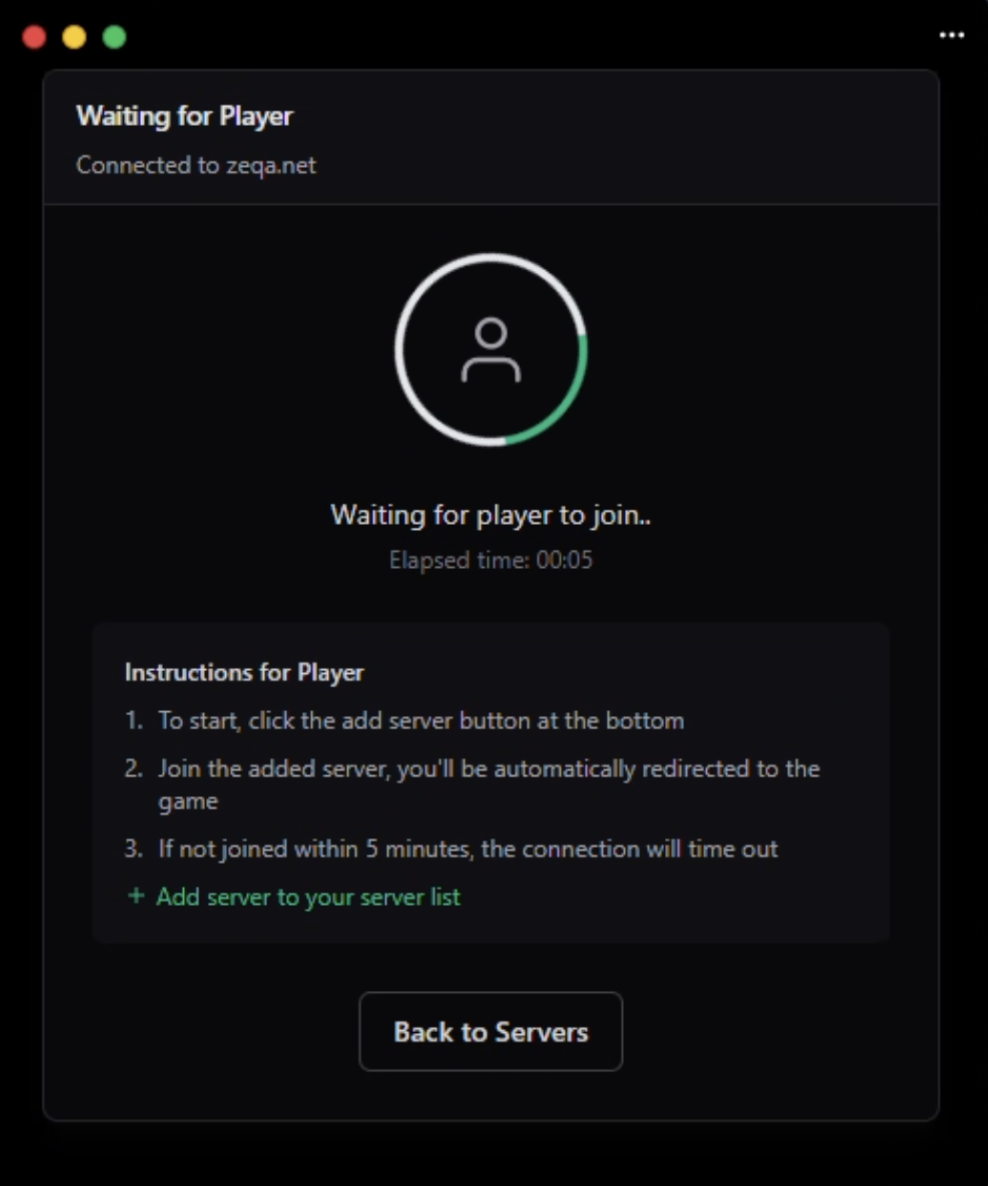 Waiting for Player
Connected to zeqa.net
Waiting for player to join..
Elapsed time: 00:05
Instructions for Player
1. To start, click the add server button at the bottom
2. Join the added server, you'll be automatically redirected to the
game
3. If not joined within 5 minutes, the connection will time out
+ Add server to your server list
Back to Servers